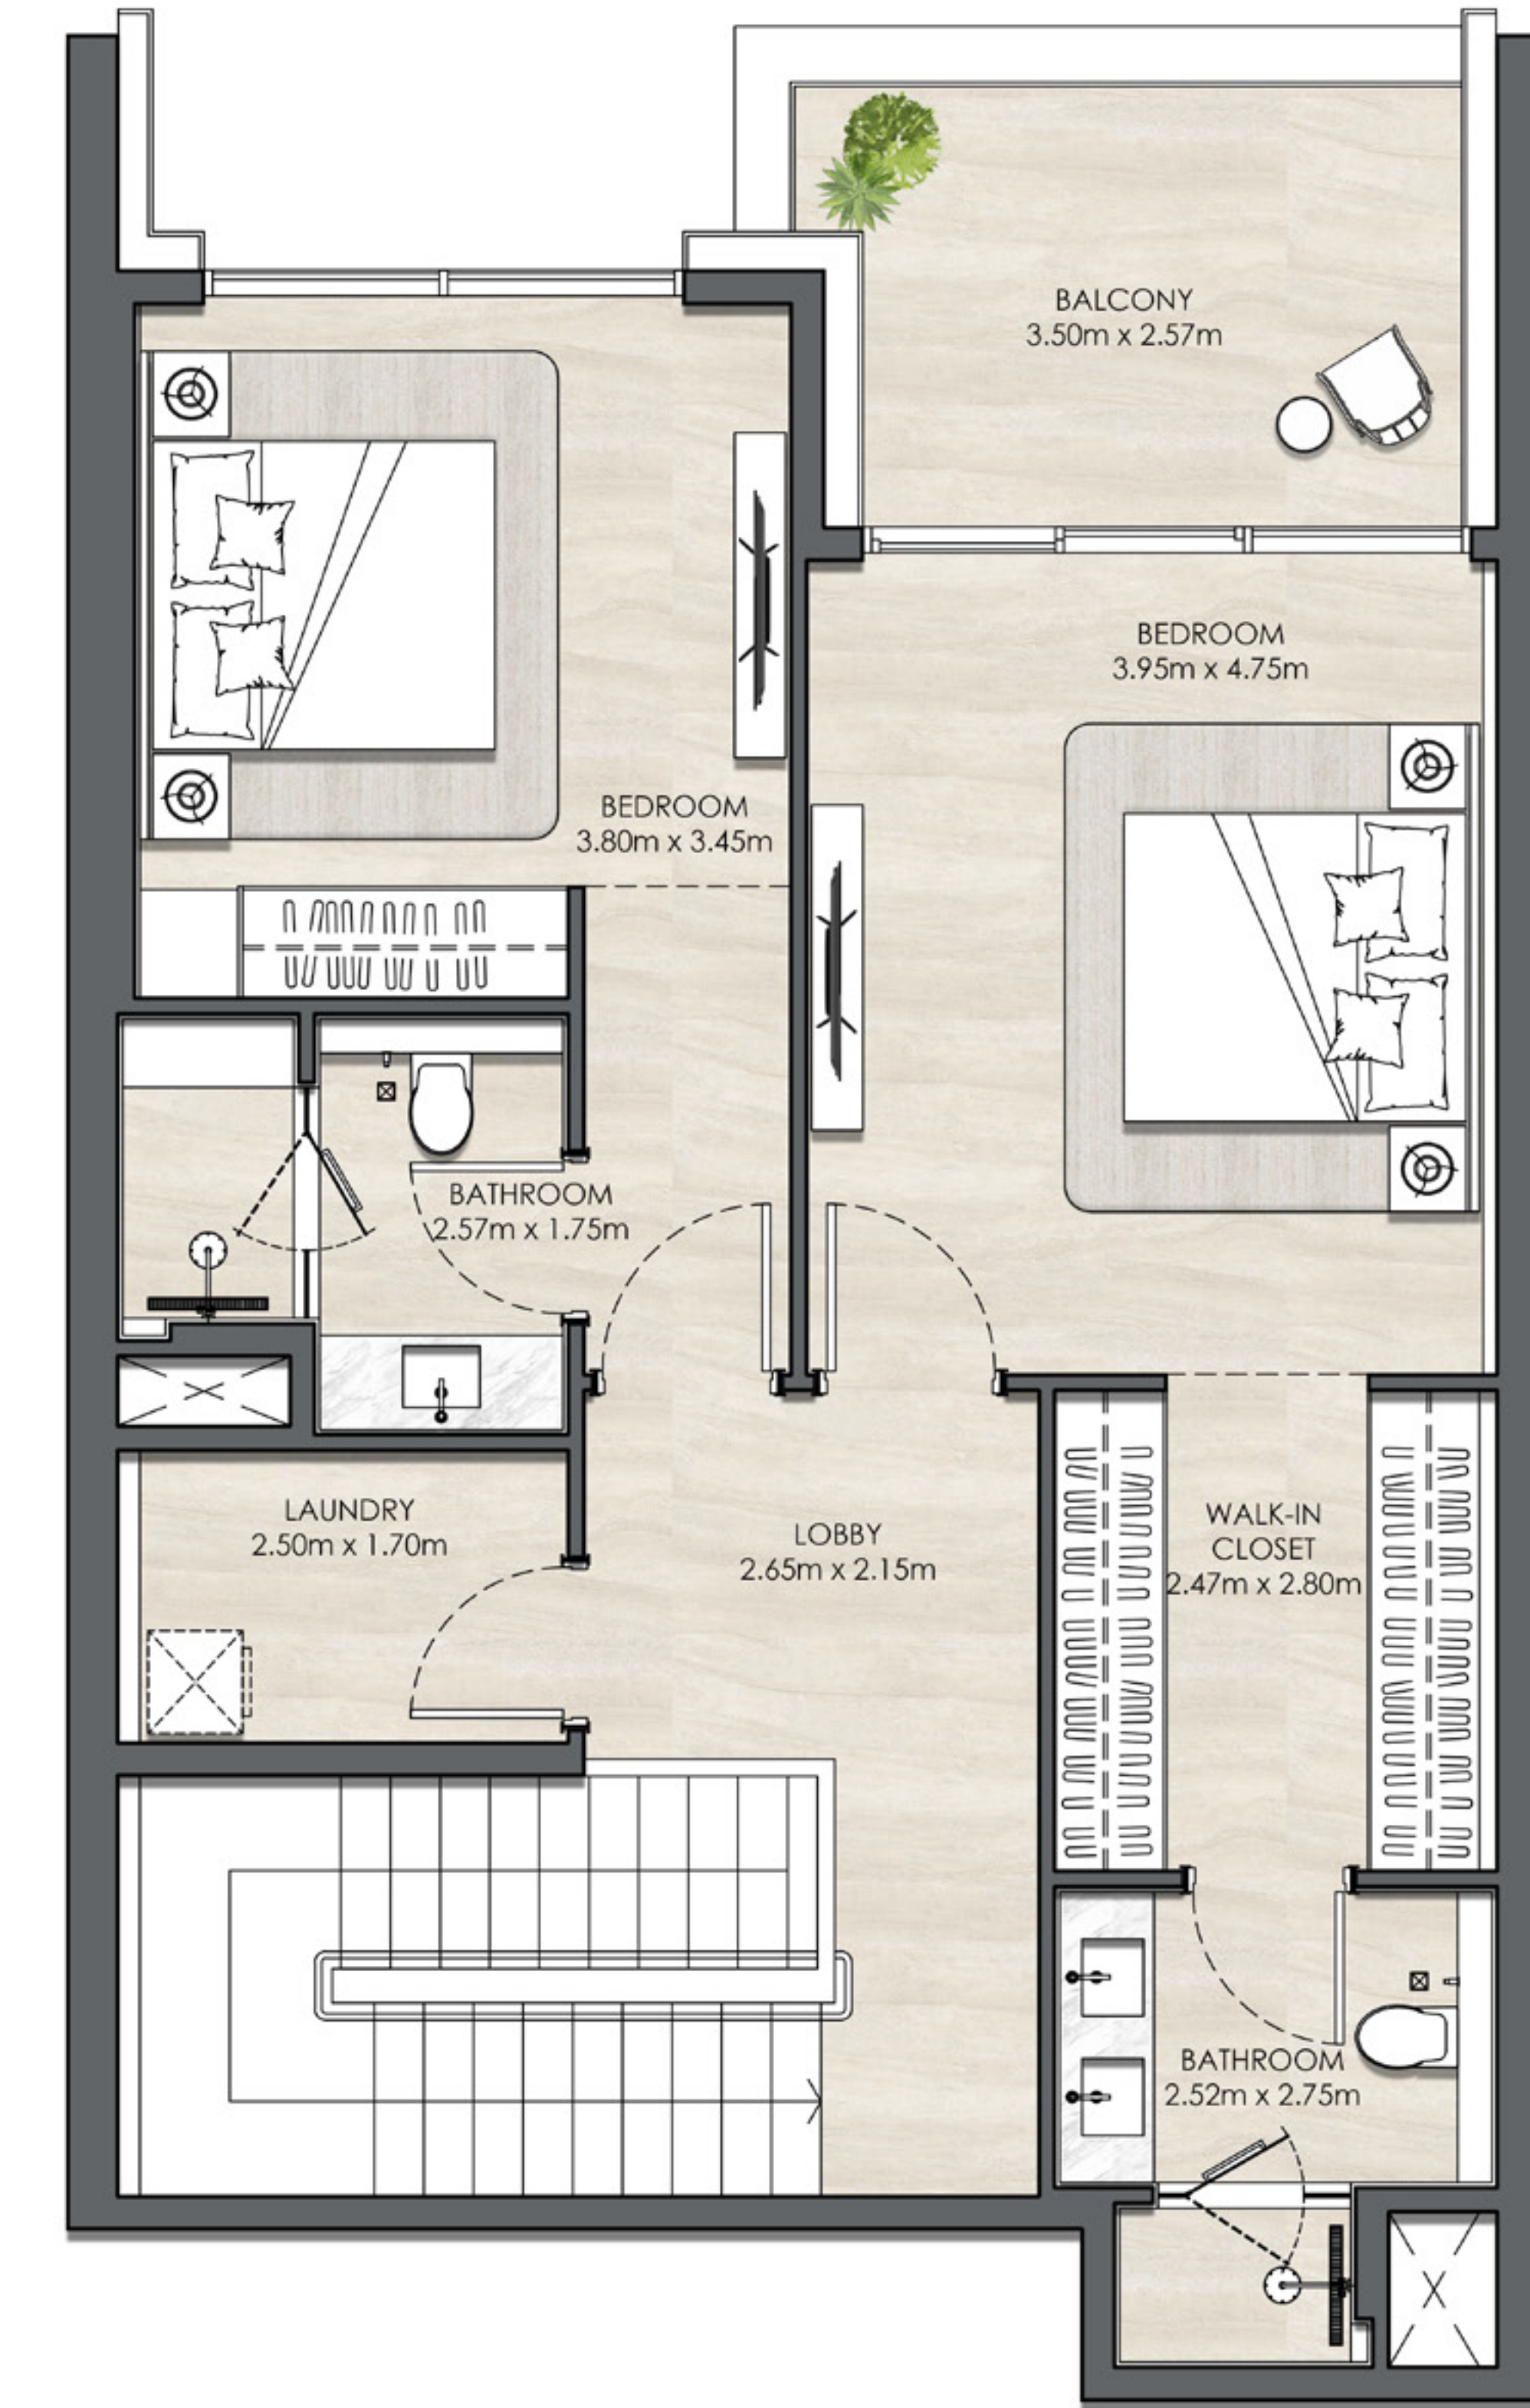 BALCONY
3.50m x 2.57m
BEDROOM
3.95m x 4.75m
BEDROOM
3.80m x 3.45m
BATHROOM
2.57m x 1.75m
LAUNDRY
2.50m x 1.70m
LOBBY
2.65m x 2.15m
WALK-IN
CLOSET
2.47m x 2.80m
BATHROOM
2.52m x 2.75m